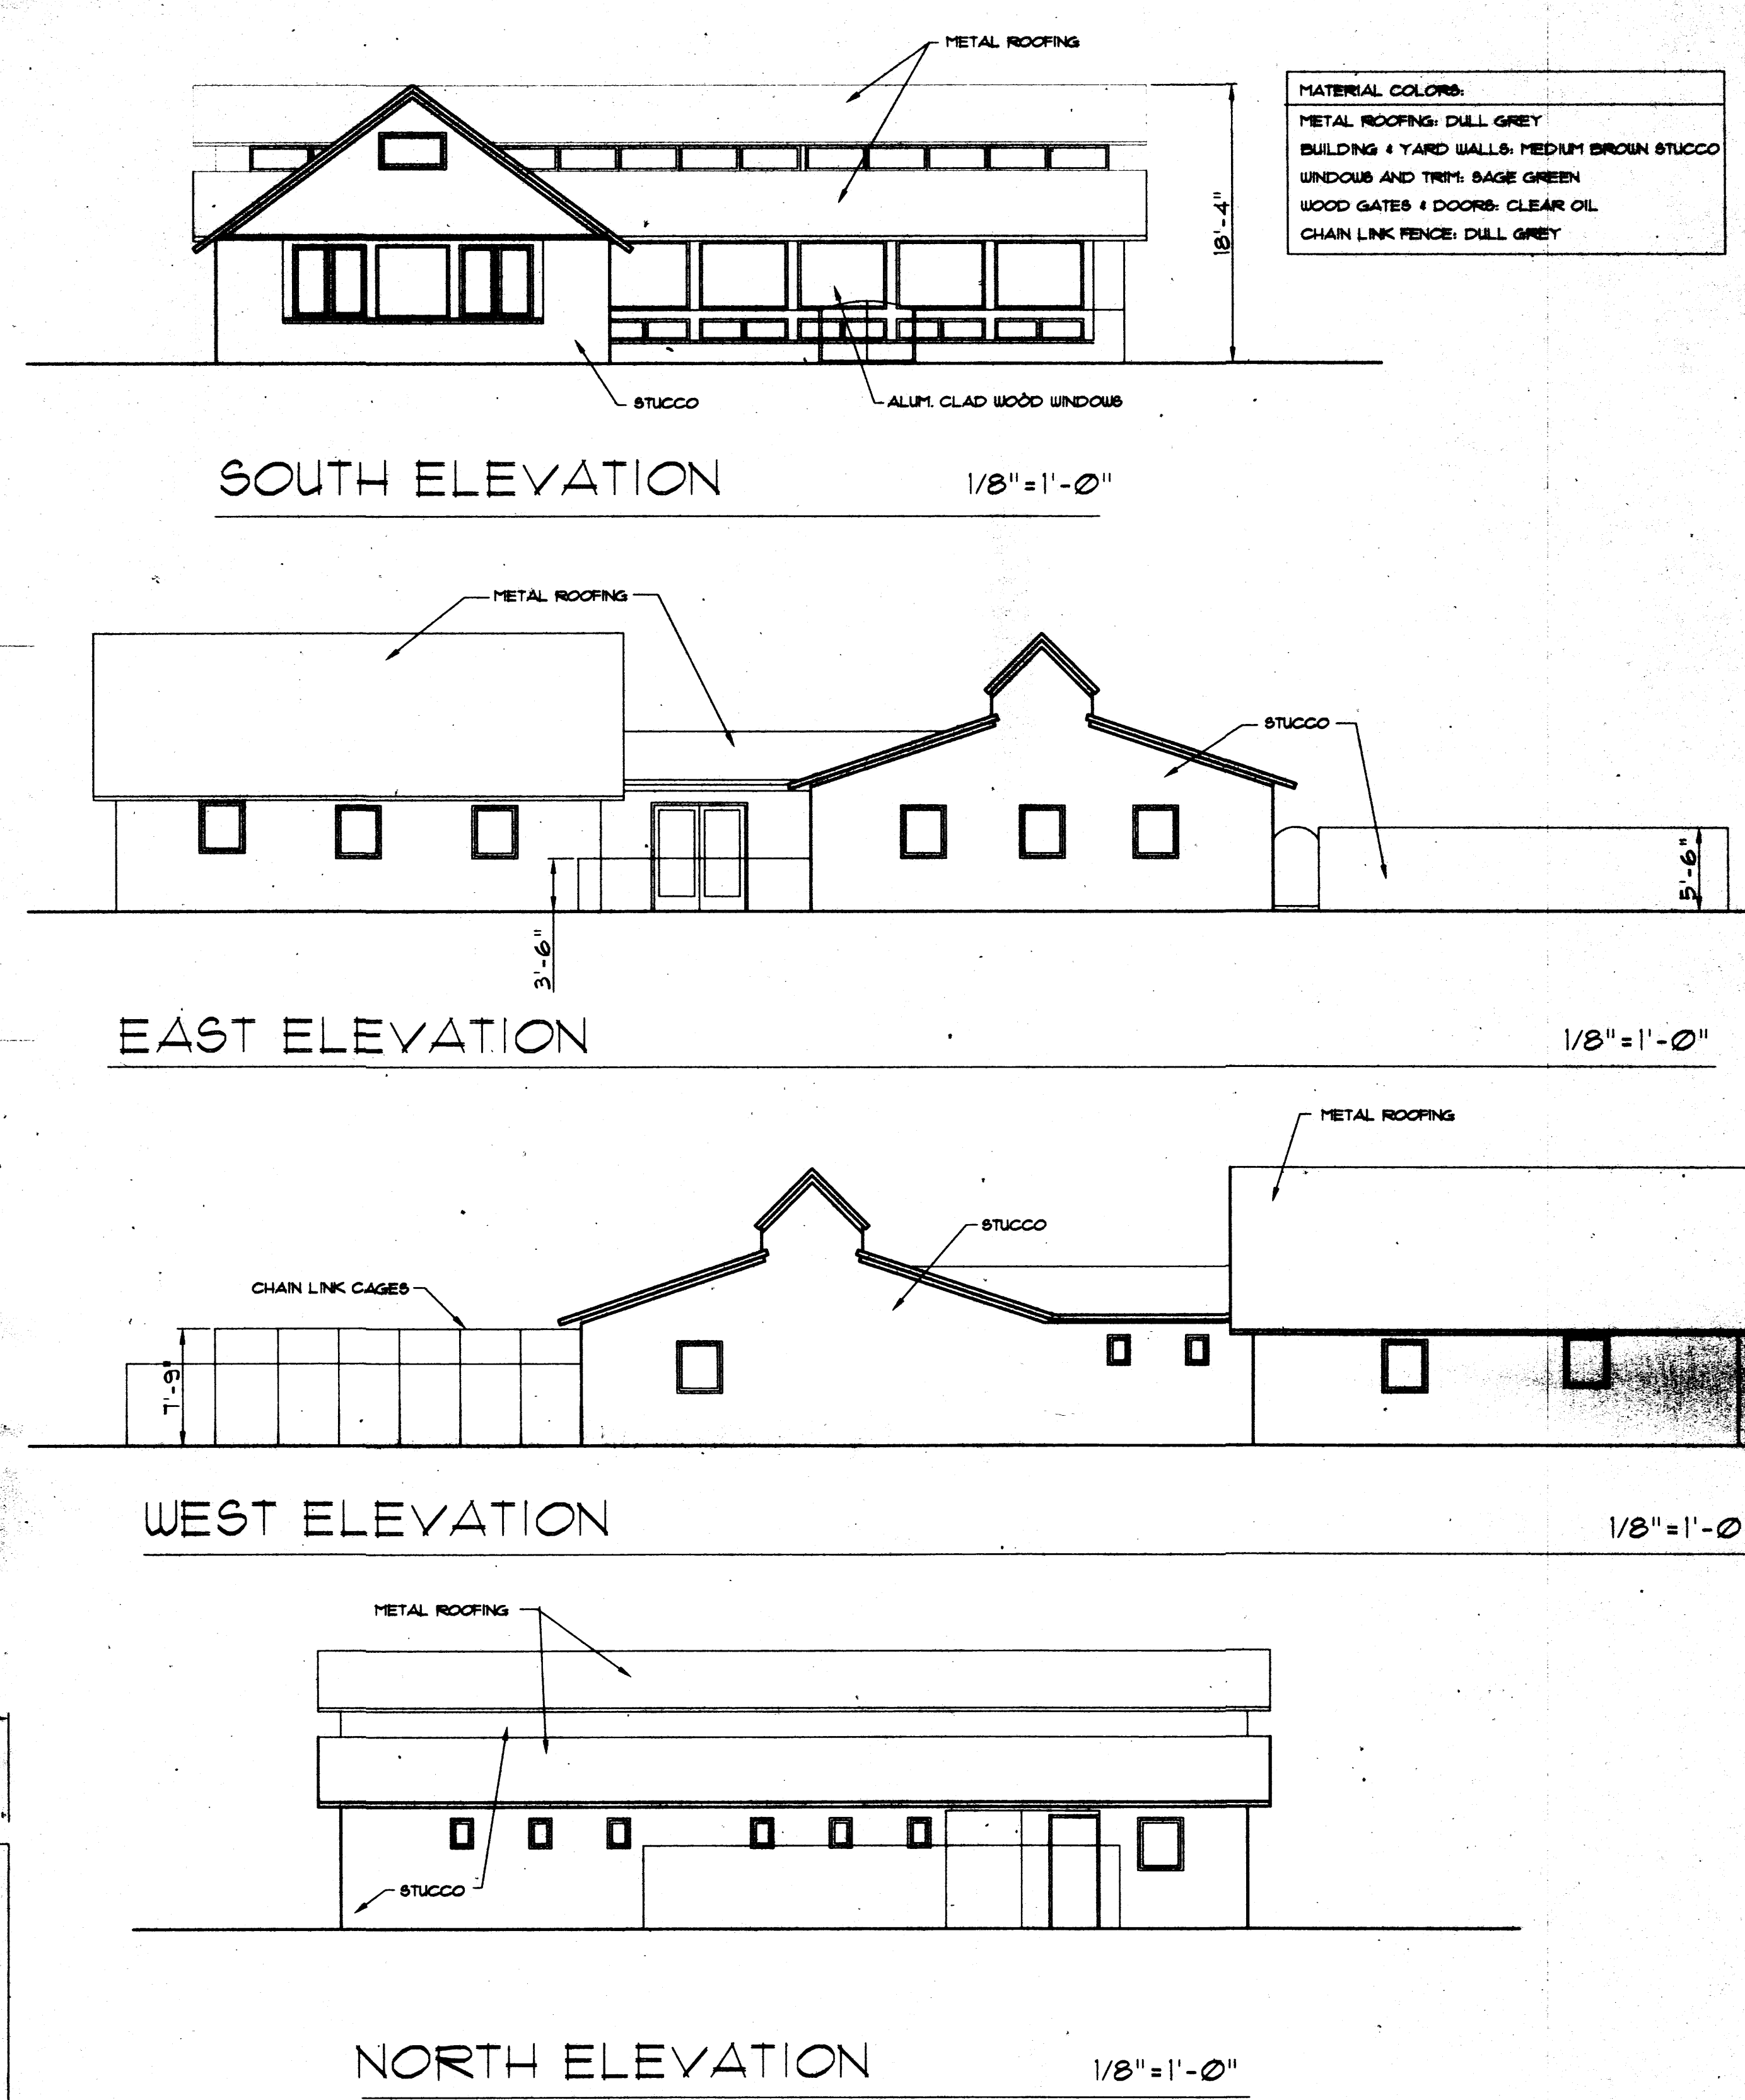 METAL ROOFING
MATERIAL COLORS:
METAL ROOFING: DULL GREY
BUILDING & YARD WALLS: MEDIUM BROWN STUCCO
WINDOWS AND TRIM: SAGE GREEN
WOOD GATES & DOORS: CLEAR OIL
CHAIN LINK FENCE: DULL GREY
18'-4"
STUCCO
ALUM. CLAD WOOD WINDOWS
SOUTH ELEVATION 1/8"=1'-0"
METAL ROOFING
STUCCO
5'-6"
3'-6"
EAST ELEVATION 1/8"=1'-0"
METAL ROOFING
STUCCO
CHAIN LINK CAGES
7'-9"
WEST ELEVATION 1/8"=1'-0
METAL ROOFING
STUCCO
NORTH ELEVATION 1/8"=1'-0"